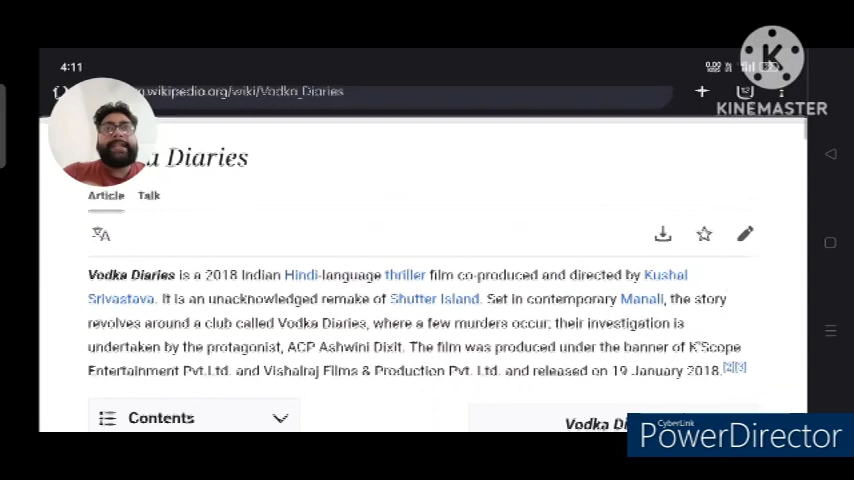 4:11
0.00
KINEMASTER
.wikipedia.org/wiki/Vodka_Diaries
a Diaries
Article Talk
Vodka Diaries is a 2018 Indian Hindi-language thriller film co-produced and directed by Kushal
Srivastava. It is an unacknowledged remake of Shutter Island. Set in contemporary Manali, the story
revolves around a club called Vodka Diaries, where a few murders occur; their investigation is
undertaken by the protagonist, ACP Ashwini Dixit. The film was produced under the banner of K'Scope
Entertainment Pvt.Ltd. and Vishalraj Films & Production Pvt. Ltd. and released on 19 January 2018.[2][3]
Contents
Vodka Di
CyberLink
PowerDirector